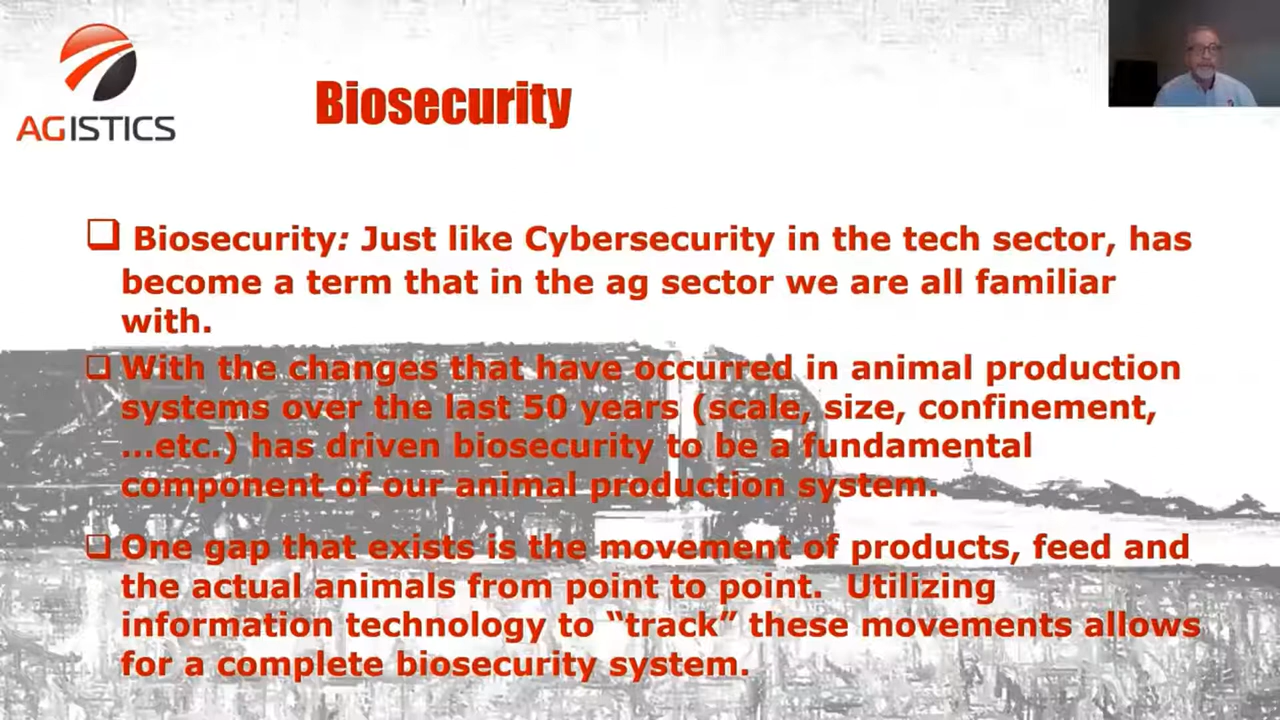 AGISTICS
Biosecurity
❑ Biosecurity: Just like Cybersecurity in the tech sector, has
become a term that in the ag sector we are all familiar
with.
❑ With the changes that have occurred in animal production
systems over the last 50 years (scale, size, confinement,
...etc.) has driven biosecurity to be a fundamental
component of our animal production system.
❑ One gap that exists is the movement of products, feed and
the actual animals from point to point. Utilizing
information technology to “track” these movements allows
for a complete biosecurity system.